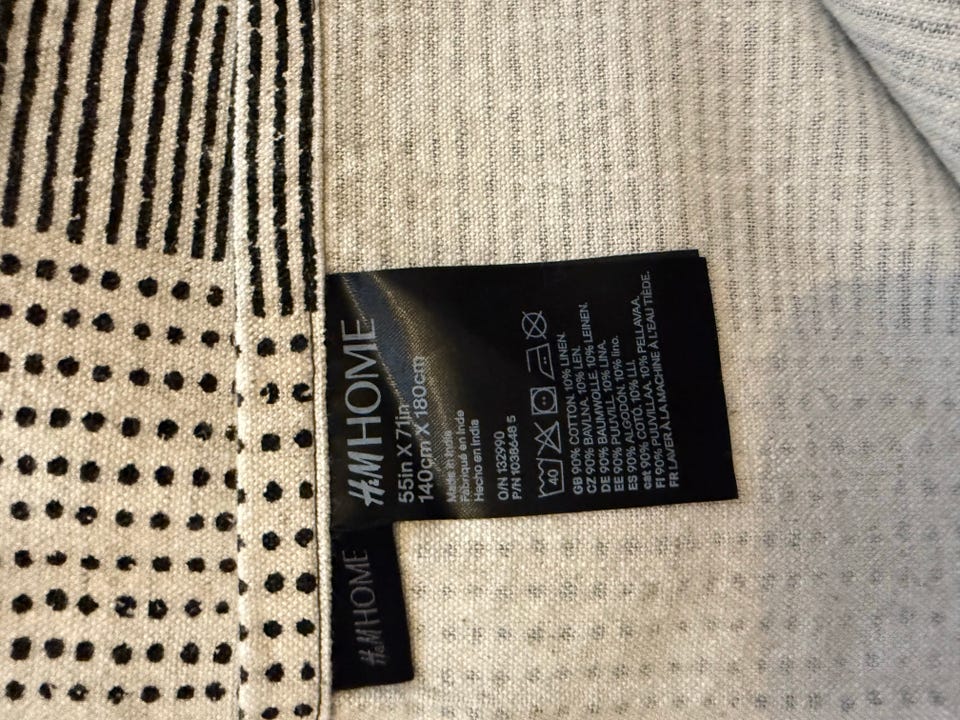 H&M HOME
55in X 71in
140cm X 180cm
Made in India
Fabriqué en Inde
Hecho en India
O/N 132990
P/N 1038648 5
40
GB 90% COTTON, 10% LINEN.
CZ 90% BAVLNA, 10% LEN.
DE 90% BAUMWOLLE, 10% LEINEN.
EE 90% PUUVILL, 10% LINA.
ES 90% ALGODÓN, 10% lino.
cat 90% COTÓ, 10% LLI.
FI 90% PUUVILLAA, 10% PELLAVAA.
FR LAVER À LA MACHINE À L'EAU TIÈDE.
H&M HOME